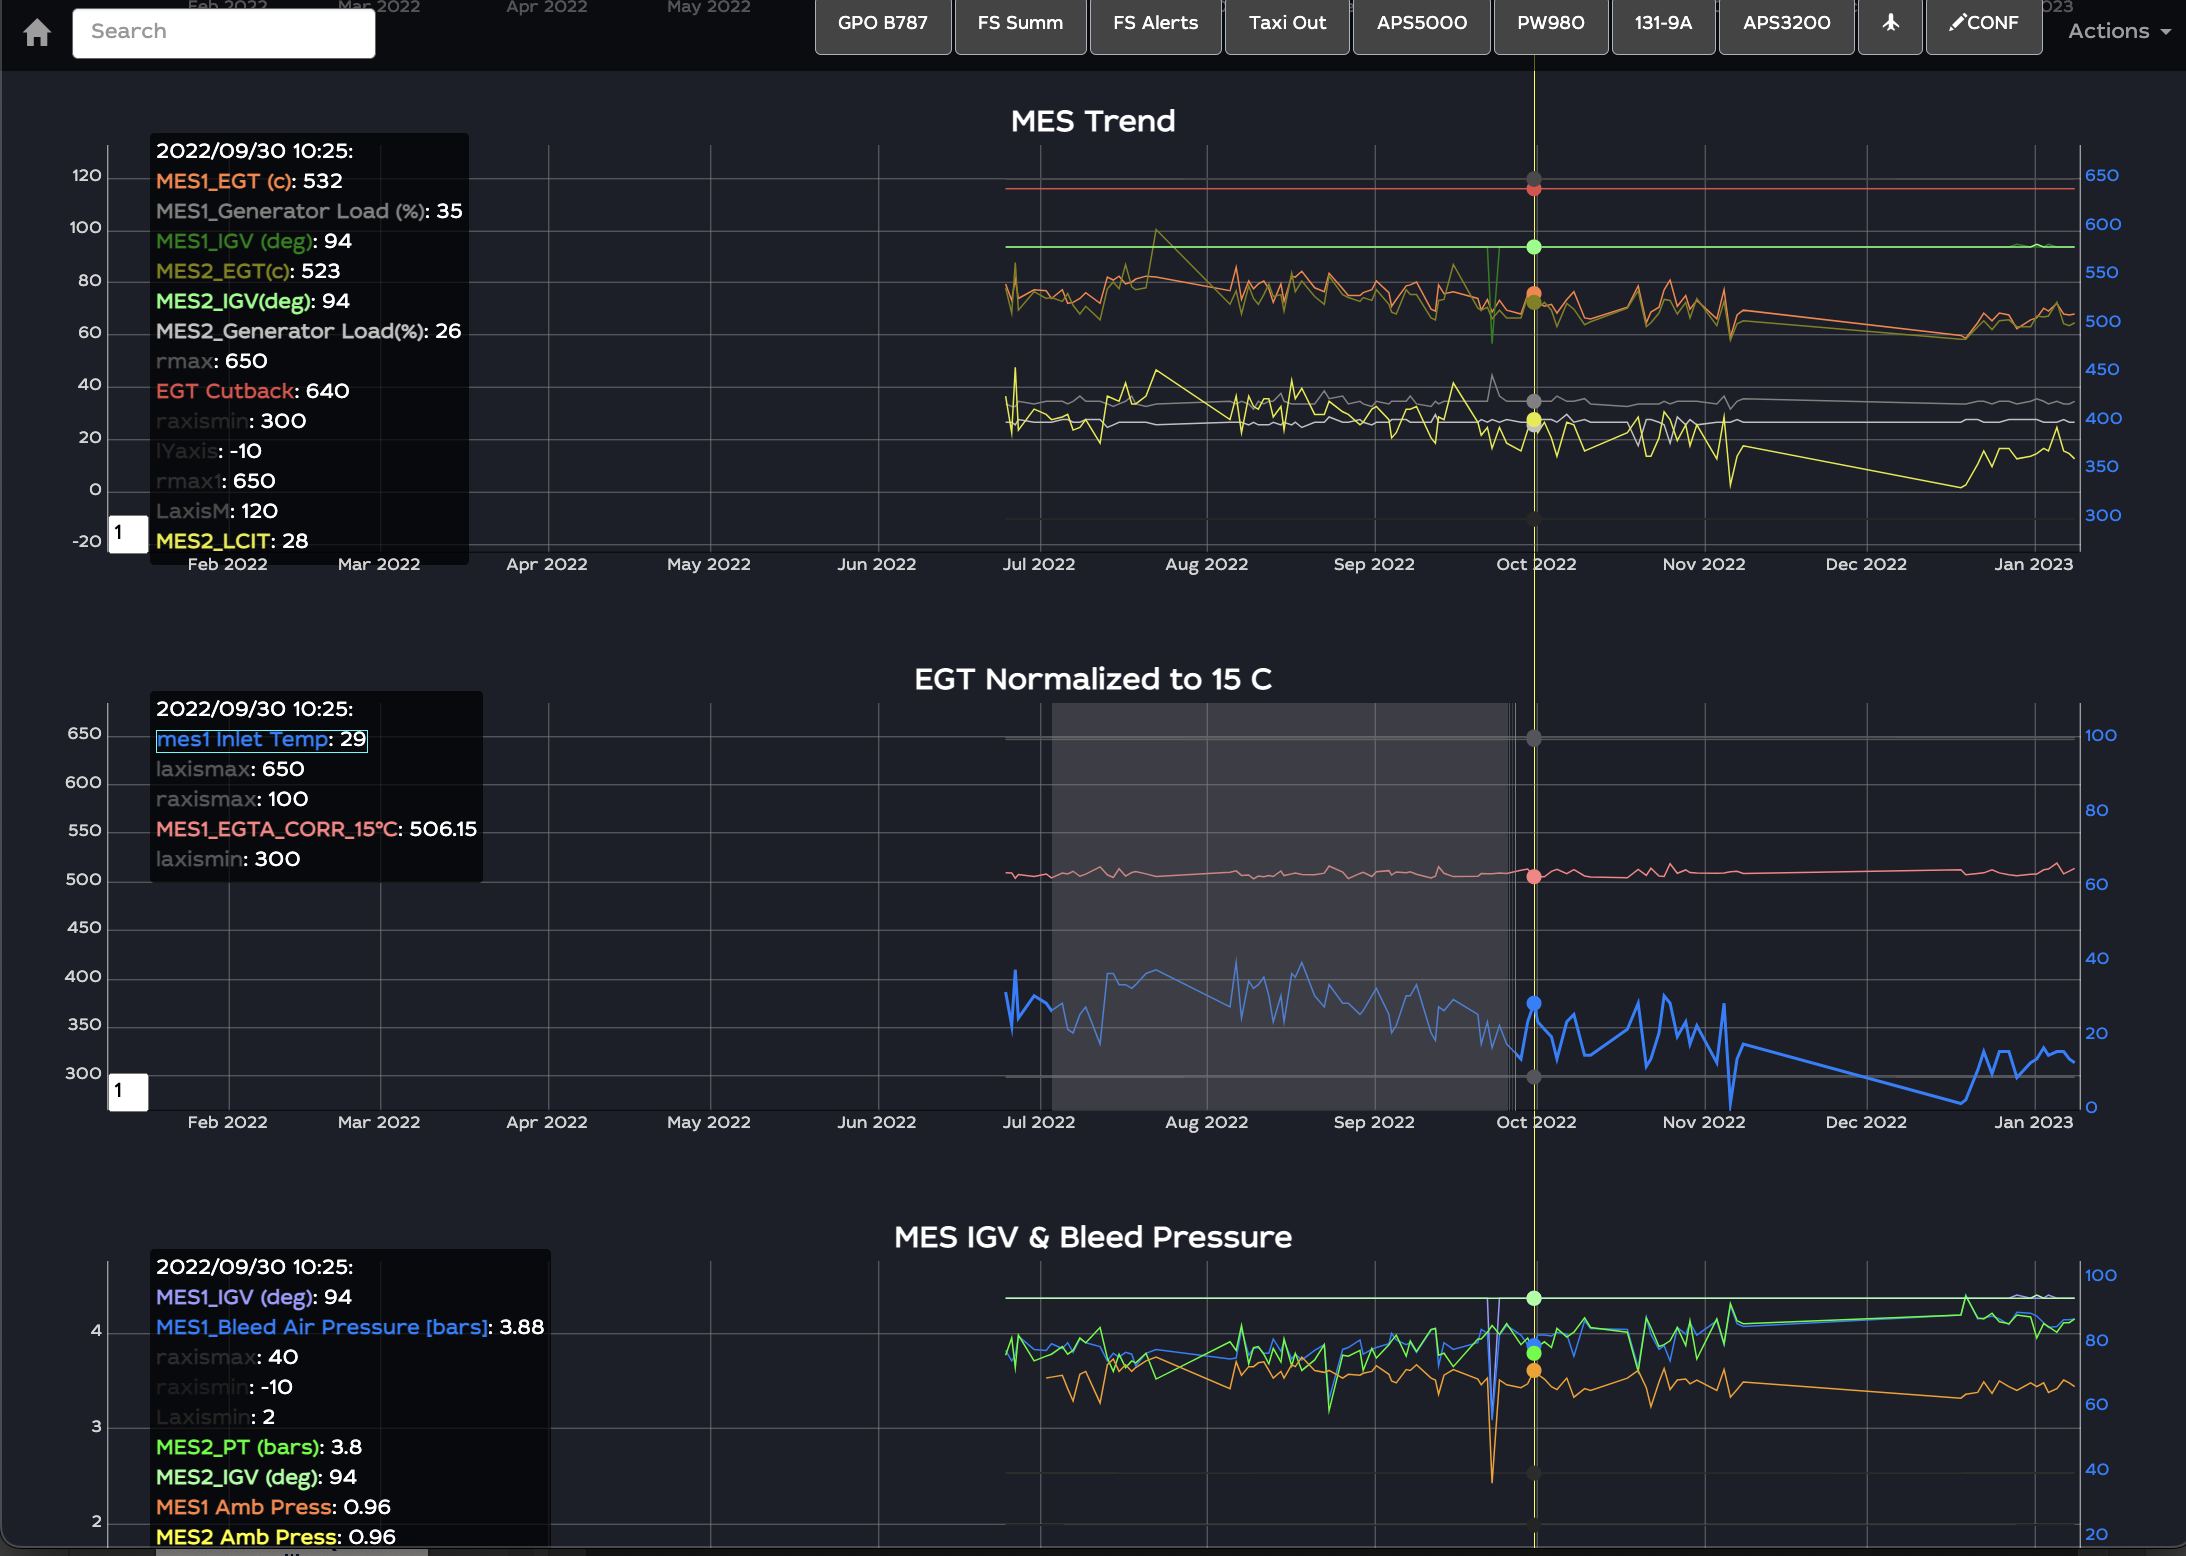 Feb 2022 Mar 2022 Apr 2022 May 2022
Search
GPO B787 FS Summ FS Alerts Taxi Out APS5000 PW980 131-9A APS3200 CONF
Actions
MES Trend
2022/09/30 10:25:
MES1_EGT (c): 532
MES1_Generator Load (%): 35
MES1_IGV (deg): 94
MES2_EGT(c): 523
MES2_IGV(deg): 94
MES2_Generator Load(%): 26
rmax: 650
EGT Cutback: 640
raxismin: 300
lYaxis: -10
rmax1: 650
LaxisM: 120
MES2_LCIT: 28
120
100
80
60
40
20
0
-20
1
650
600
550
500
450
400
350
300
Feb 2022 Mar 2022 Apr 2022 May 2022 Jun 2022 Jul 2022 Aug 2022 Sep 2022 Oct 2022 Nov 2022 Dec 2022 Jan 2023
EGT Normalized to 15 C
2022/09/30 10:25:
mes1 Inlet Temp: 29
laxismax: 650
raxismax: 100
MES1_EGTA_CORR_15°C: 506.15
laxismin: 300
650
600
550
500
450
400
350
300
1
100
80
60
40
20
0
Feb 2022 Mar 2022 Apr 2022 May 2022 Jun 2022 Jul 2022 Aug 2022 Sep 2022 Oct 2022 Nov 2022 Dec 2022 Jan 2023
MES IGV & Bleed Pressure
2022/09/30 10:25:
MES1_IGV (deg): 94
MES1_Bleed Air Pressure [bars]: 3.88
raxismax: 40
raxismin: -10
Laxismin: 2
MES2_PT (bars): 3.8
MES2_IGV (deg): 94
MES1 Amb Press: 0.96
MES2 Amb Press: 0.96
4
3
2
100
80
60
40
20